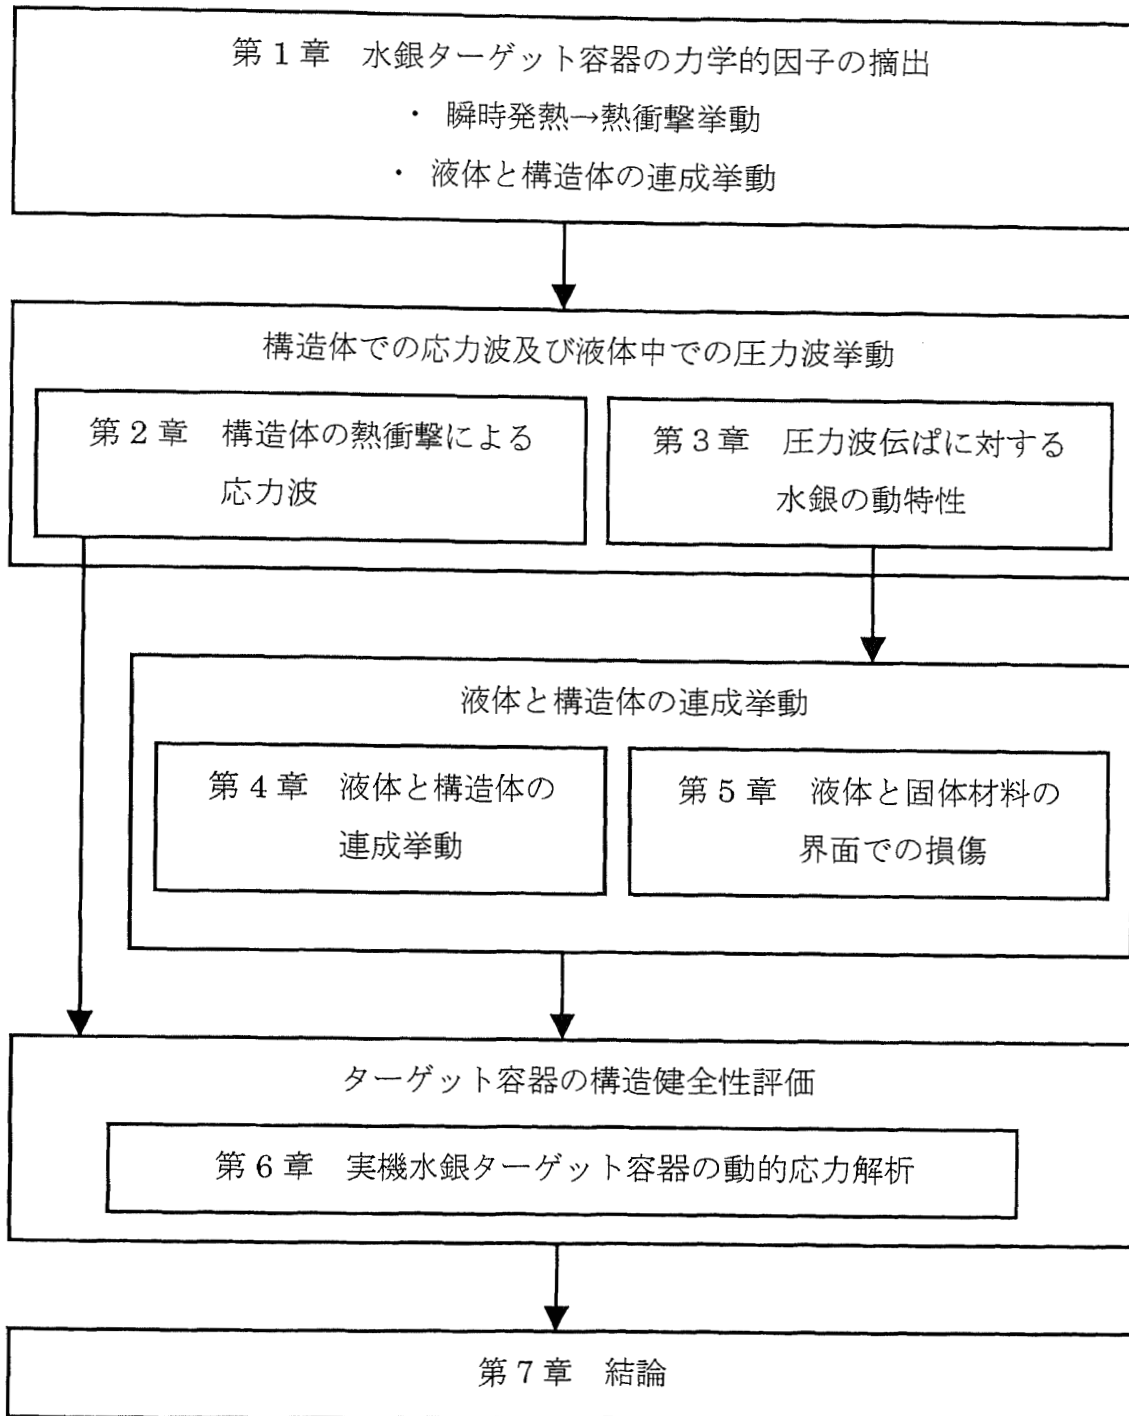 第1章 水銀ターゲット容器の力学的因子の摘出
・ 瞬時発熱→熱衝撃挙動
・ 液体と構造体の連成挙動
構造体での応力波及び液体中での圧力波挙動
第2章 構造体の熱衝撃による
応力波
第3章 圧力波伝ぱに対する
水銀の動特性
液体と構造体の連成挙動
第4章 液体と構造体の
連成挙動
第5章 液体と固体材料の
界面での損傷
ターゲット容器の構造健全性評価
第6章 実機水銀ターゲット容器の動的応力解析
第7章 結論